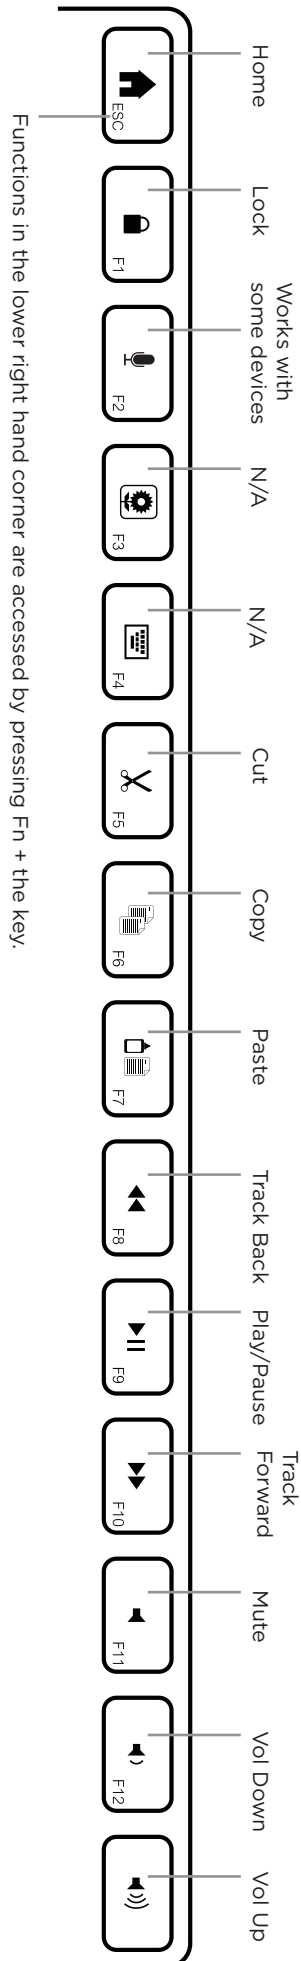 Home
Lock
Works with
some devices
N/A
N/A
Cut
Copy
Paste
Track Back
Play/Pause
Track
Forward
Mute
Vol Down
Vol Up
ESC
F1
F2
F3
F4
F5
F6
F7
F8
F9
F10
F11
F12
Functions in the lower right hand corner are accessed by pressing Fn + the key.